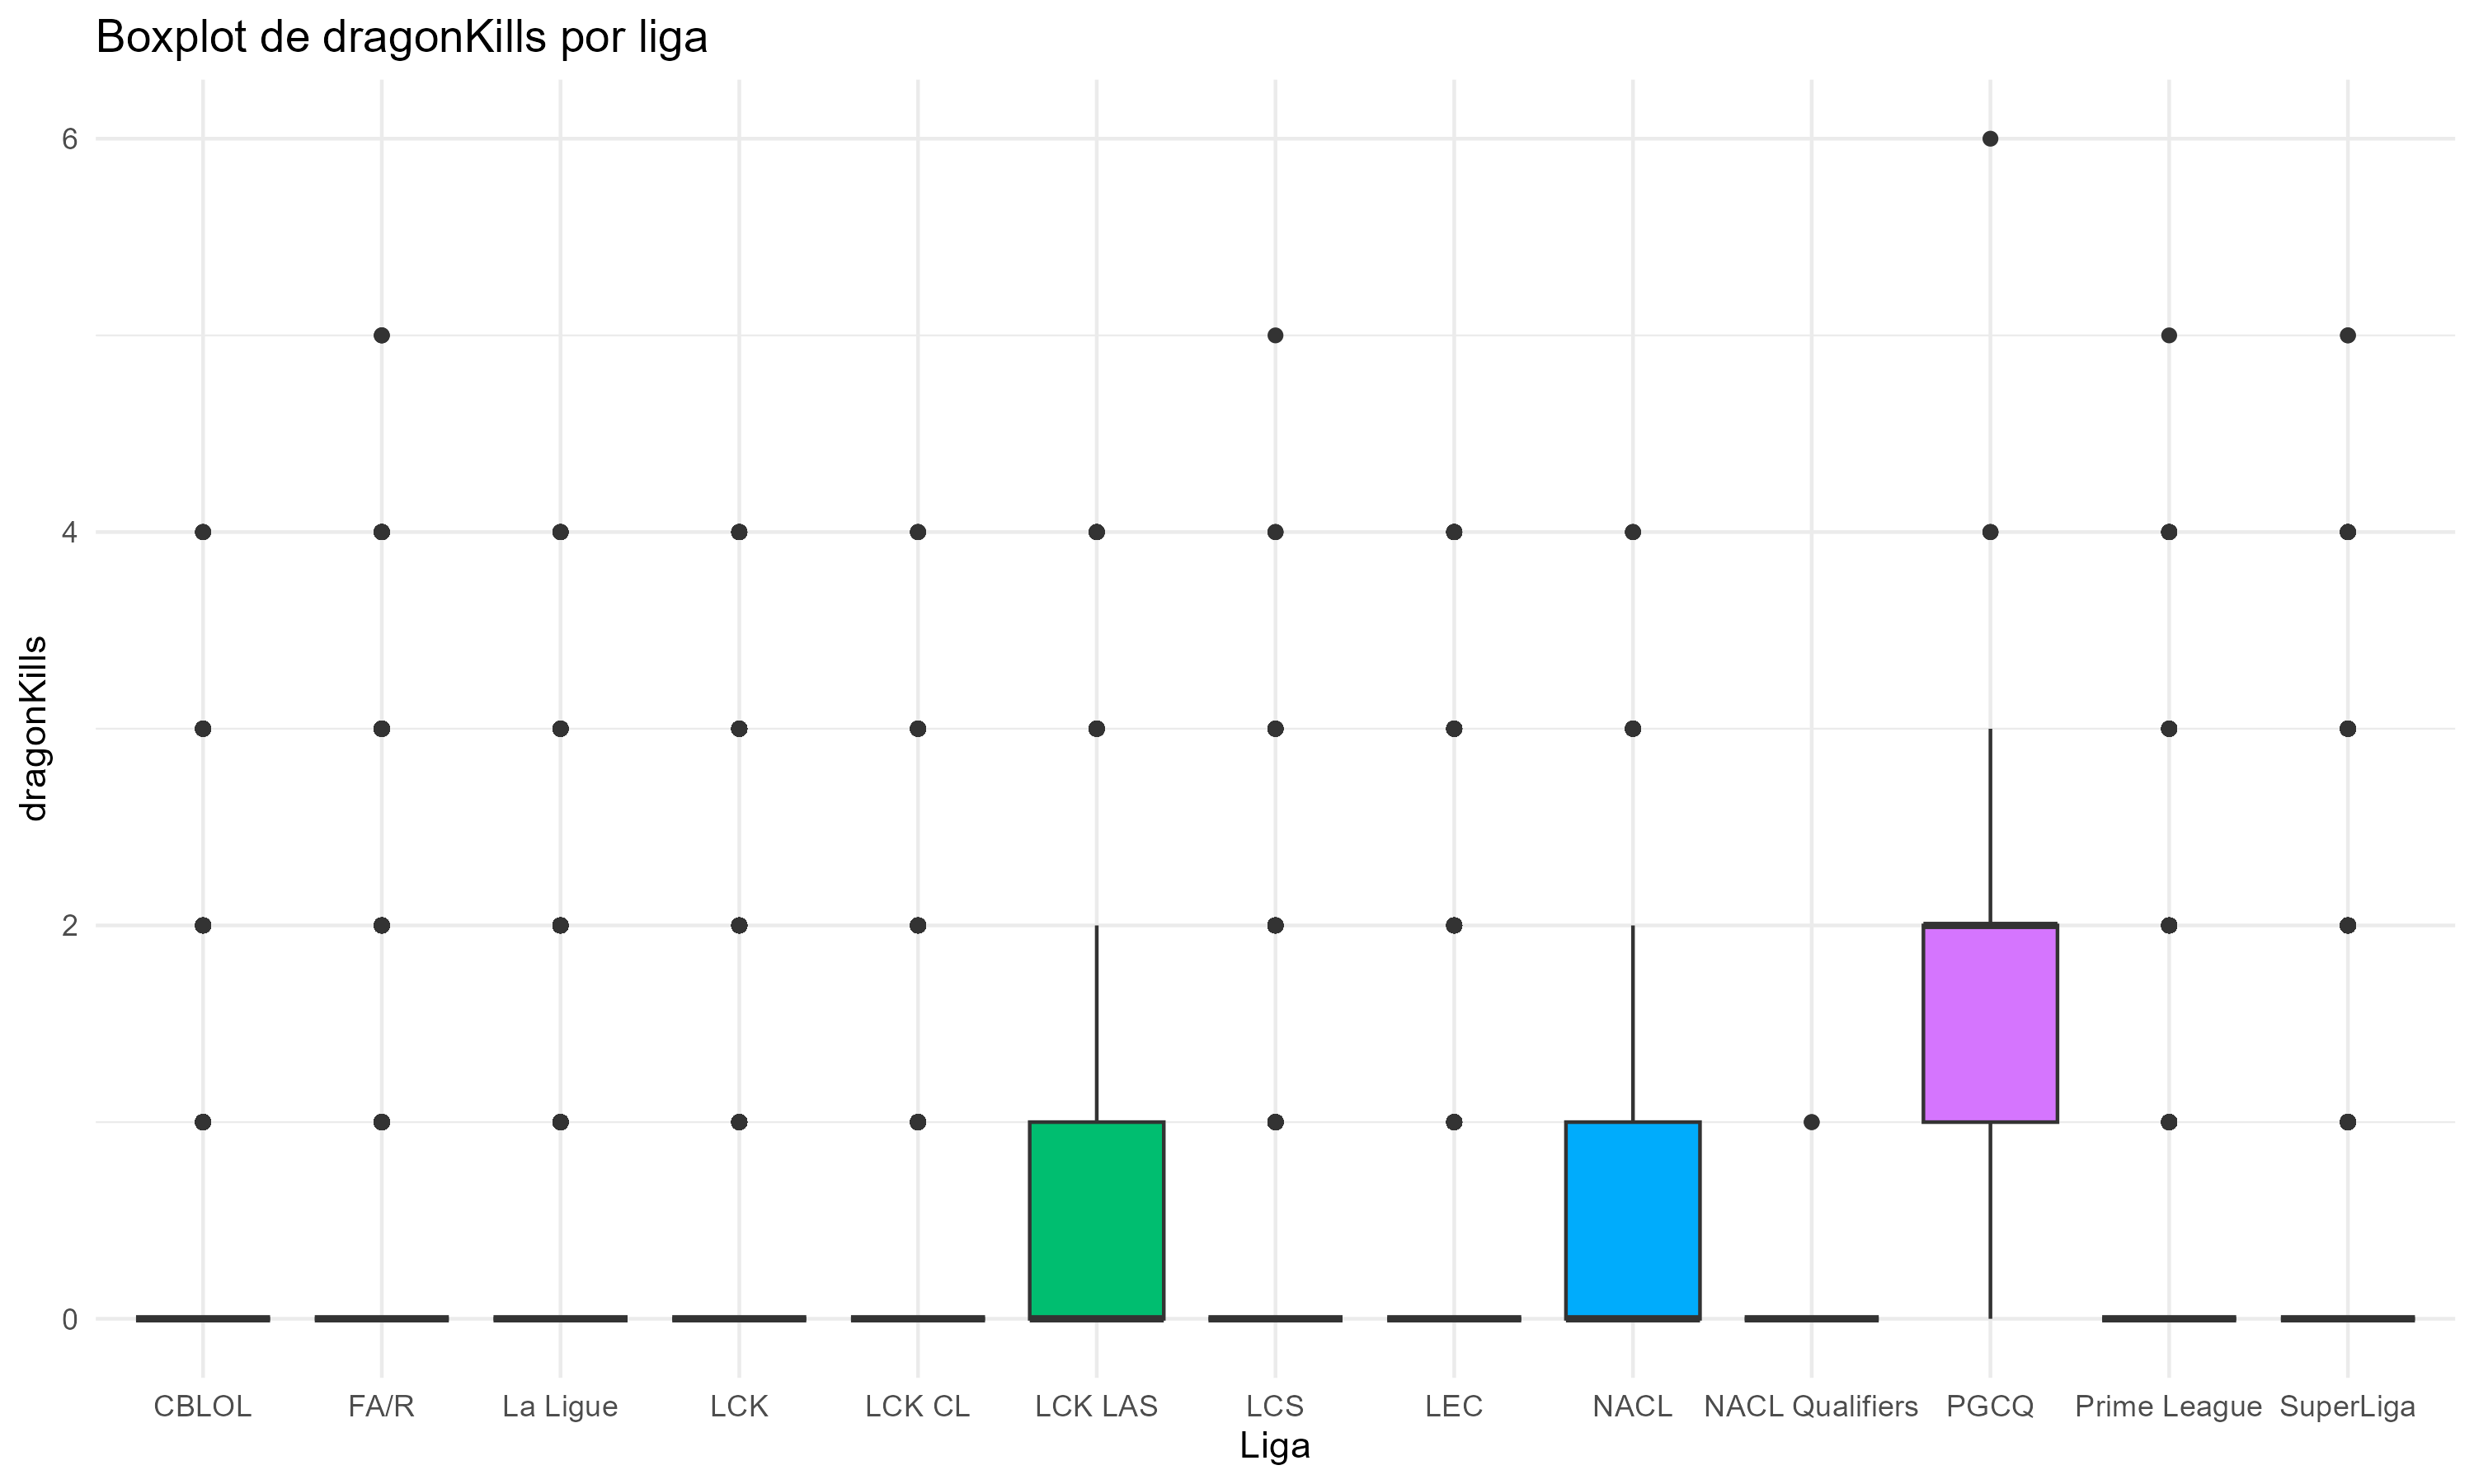 Boxplot de dragonKills por liga
dragonKills
6
4
2
0
CBLOL FA/R La Ligue LCK LCK CL LCK LAS LCS LEC NACL NACL Qualifiers PGCQ Prime League SuperLiga
Liga